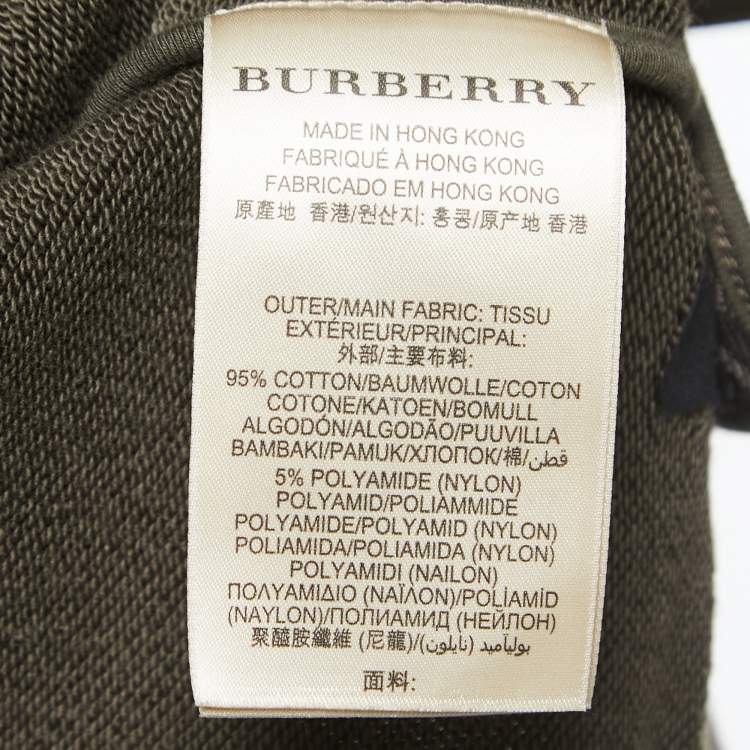 BURBERRY
MADE IN HONG KONG
FABRIQUÉ À HONG KONG
FABRICADO EM HONG KONG
原產地 香港/원산지: 홍콩/原产地 香港
OUTER/MAIN FABRIC: TISSU
EXTÉRIEUR/PRINCIPAL:
外部/主要布料:
95% COTTON/BAUMWOLLE/COTON
COTONE/KATOEN/BOMULL
ALGODÓN/ALGODÃO/PUUVILLA
BAMBAKI/PAMUK/ХЛОПОК/棉/قطن
5% POLYAMIDE (NYLON)
POLYAMID/POLIAMMIDE
POLYAMIDE/POLYAMID (NYLON)
POLIAMIDA/POLIAMIDA (NYLON)
POLYAMIDI (NAILON)
ΠΟΛΥΑΜΙΔΙΟ (ΝΑΪΛΟΝ)/POLİAMİD
(NAYLON)/ПОЛИАМИД (НЕЙЛОН)
聚醯胺纖維 (尼龍)/بولياميد (نايلون)
面料: